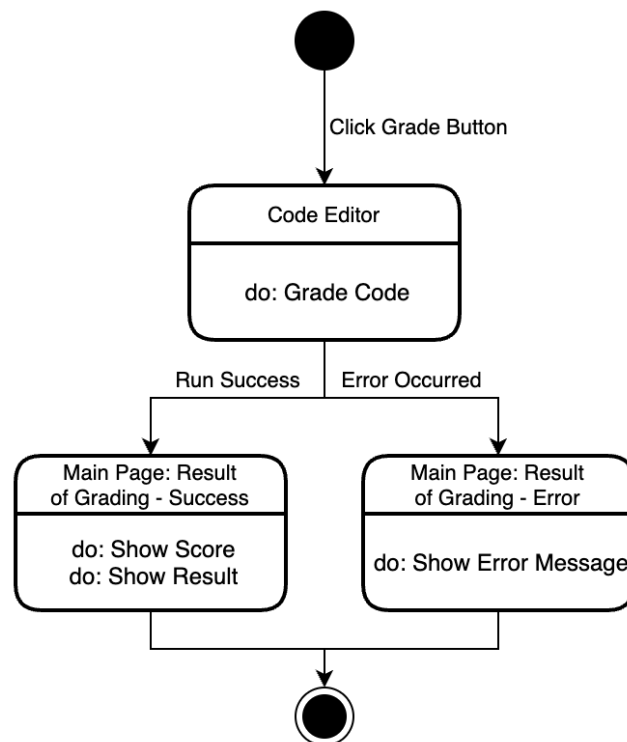 Click Grade Button
Code Editor
do: Grade Code
Run Success
Error Occurred
Main Page: Result
of Grading - Success
do: Show Score
do: Show Result
Main Page: Result
of Grading - Error
do: Show Error Message